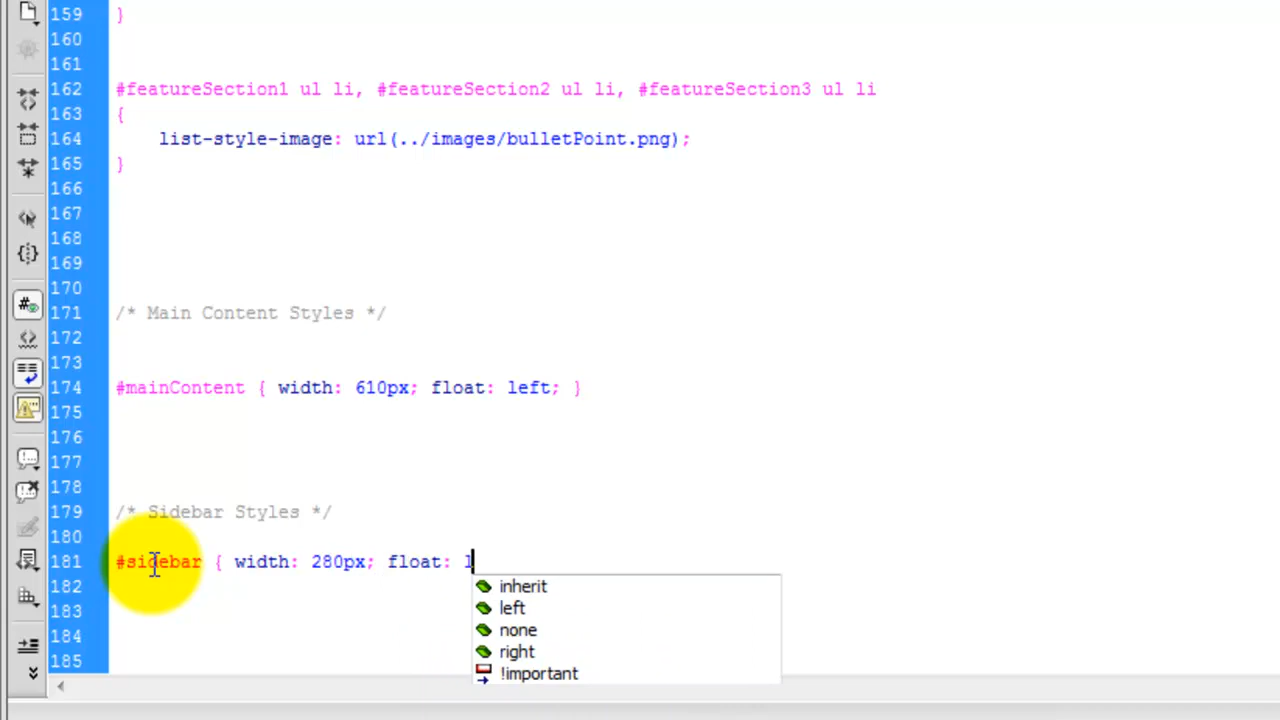 159 }
160
161
162 #featureSection1 ul li, #featureSection2 ul li, #featureSection3 ul li
163 {
164 list-style-image: url(../images/bulletPoint.png);
165 }
166
167
168
169
170
171 /* Main Content Styles */
172
173
174 #mainContent { width: 610px; float: left; }
175
176
177
178
179 /* Sidebar Styles */
180
181 #sidebar { width: 280px; float: l
182
183
184
185
inherit
left
none
right
!important